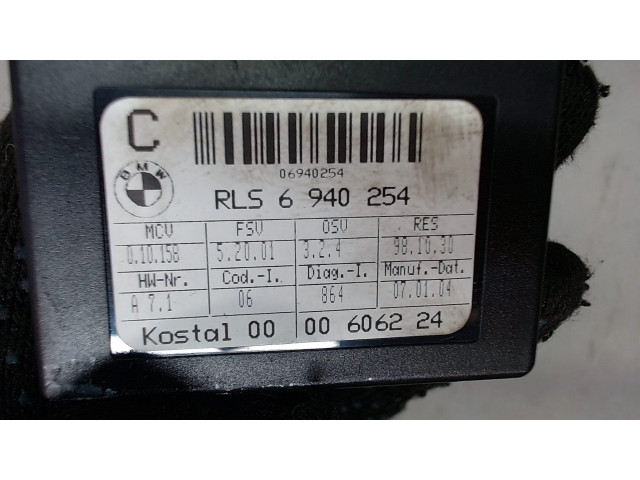 C
BMW
06940254
RLS 6 940 254
MCV FSV OSV RES
0.10.158 5.20.01 3.2.4 98.10.30
HW-Nr. Cod.-I. Diag.-I. Manuf.-Dat.
A 7.1 06 864 07.01.04
Kostal 00 00 6062 24